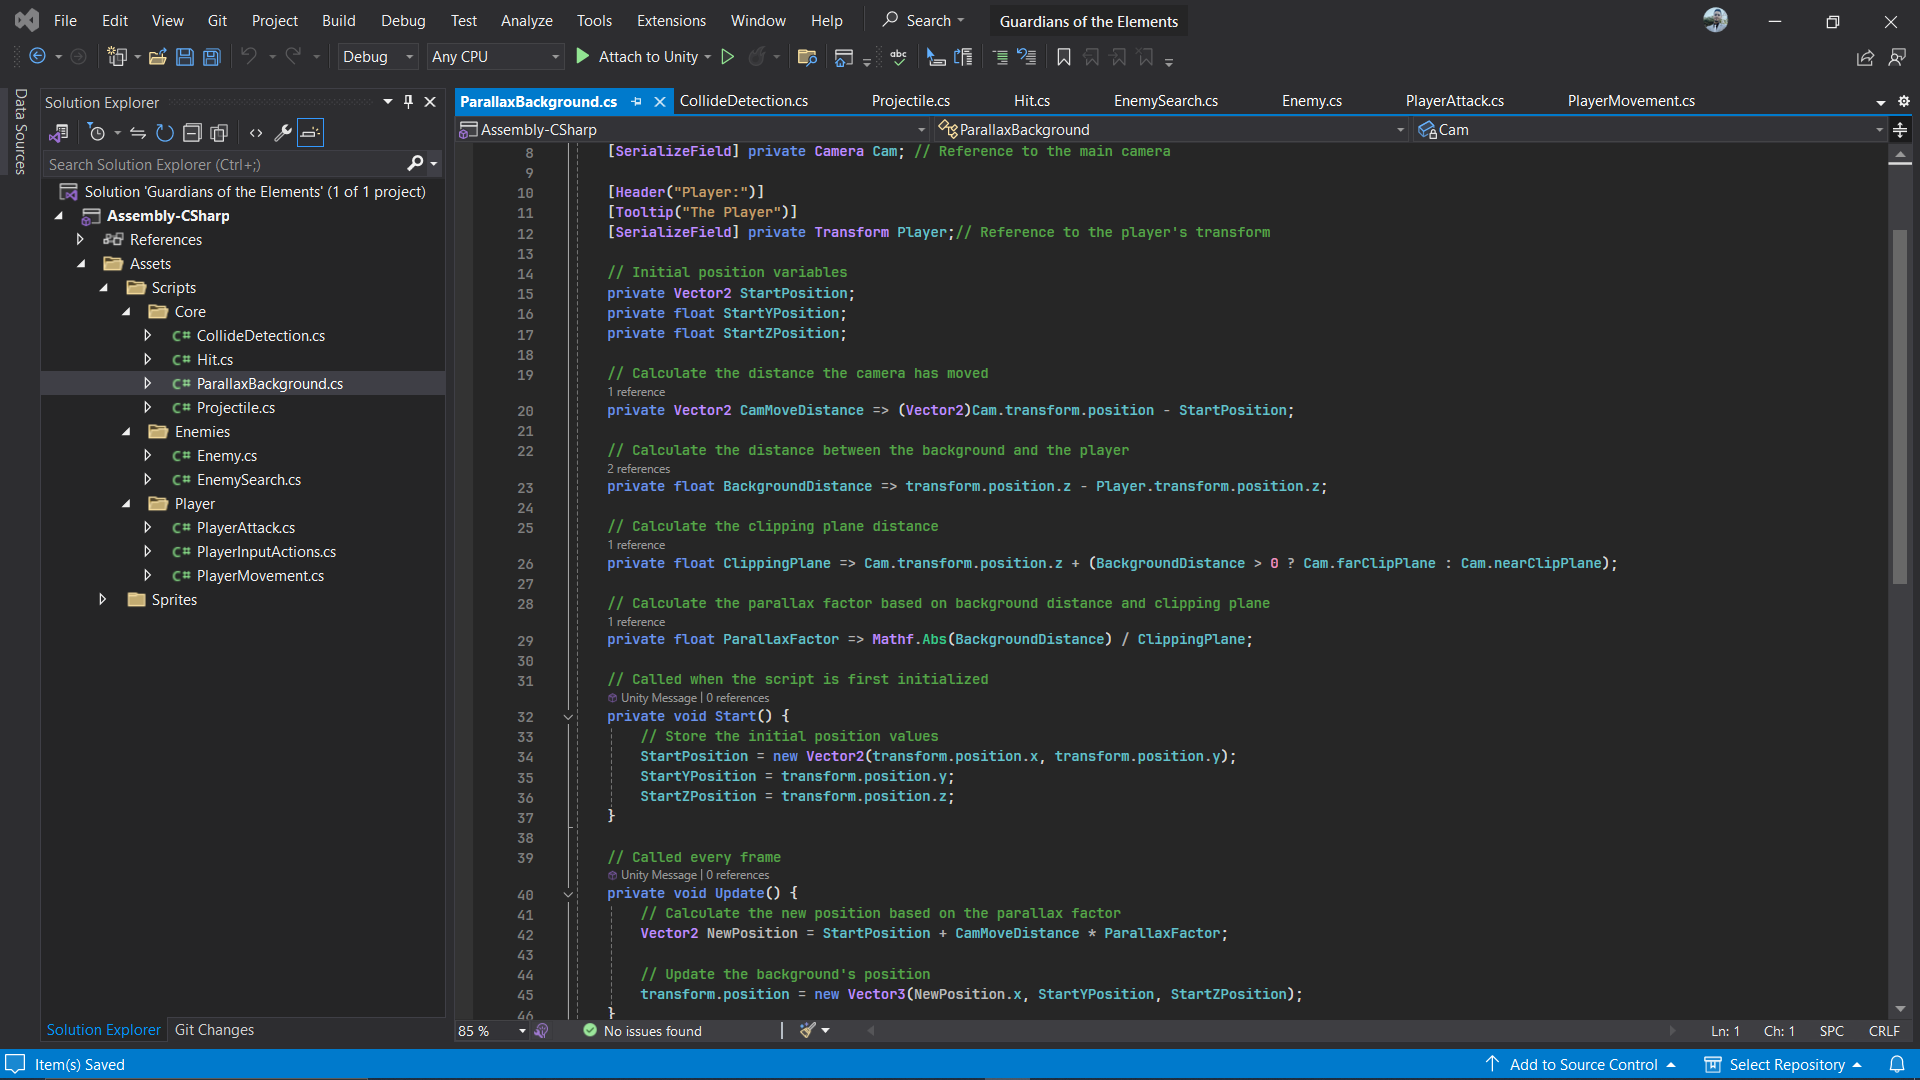 File Edit View Git Project Build Debug Test Analyze Tools Extensions Window Help Search Guardians of the Elements
Debug Any CPU Attach to Unity abc
Data Sources
Solution Explorer
Search Solution Explorer (Ctrl+;)
Solution 'Guardians of the Elements' (1 of 1 project)
Assembly-CSharp
References
Assets
Scripts
Core
C# CollideDetection.cs
C# Hit.cs
C# ParallaxBackground.cs
C# Projectile.cs
Enemies
C# Enemy.cs
C# EnemySearch.cs
Player
C# PlayerAttack.cs
C# PlayerInputActions.cs
C# PlayerMovement.cs
Sprites
Solution Explorer Git Changes
ParallaxBackground.cs CollideDetection.cs Projectile.cs Hit.cs EnemySearch.cs Enemy.cs PlayerAttack.cs PlayerMovement.cs
Assembly-CSharp ParallaxBackground Cam
8 [SerializeField] private Camera Cam; // Reference to the main camera
9
10 [Header("Player:")]
11 [Tooltip("The Player")]
12 [SerializeField] private Transform Player;// Reference to the player's transform
13
14 // Initial position variables
15 private Vector2 StartPosition;
16 private float StartYPosition;
17 private float StartZPosition;
18
19 // Calculate the distance the camera has moved
1 reference
20 private Vector2 CamMoveDistance => (Vector2)Cam.transform.position - StartPosition;
21
22 // Calculate the distance between the background and the player
2 references
23 private float BackgroundDistance => transform.position.z - Player.transform.position.z;
24
25 // Calculate the clipping plane distance
1 reference
26 private float ClippingPlane => Cam.transform.position.z + (BackgroundDistance > 0 ? Cam.farClipPlane : Cam.nearClipPlane);
27
28 // Calculate the parallax factor based on background distance and clipping plane
1 reference
29 private float ParallaxFactor => Mathf.Abs(BackgroundDistance) / ClippingPlane;
30
31 // Called when the script is first initialized
Unity Message | 0 references
32 private void Start() {
33 // Store the initial position values
34 StartPosition = new Vector2(transform.position.x, transform.position.y);
35 StartYPosition = transform.position.y;
36 StartZPosition = transform.position.z;
37 }
38
39 // Called every frame
Unity Message | 0 references
40 private void Update() {
41 // Calculate the new position based on the parallax factor
42 Vector2 NewPosition = StartPosition + CamMoveDistance * ParallaxFactor;
43
44 // Update the background's position
45 transform.position = new Vector3(NewPosition.x, StartYPosition, StartZPosition);
46 }
85 % No issues found Ln: 1 Ch: 1 SPC CRLF
Item(s) Saved Add to Source Control Select Repository